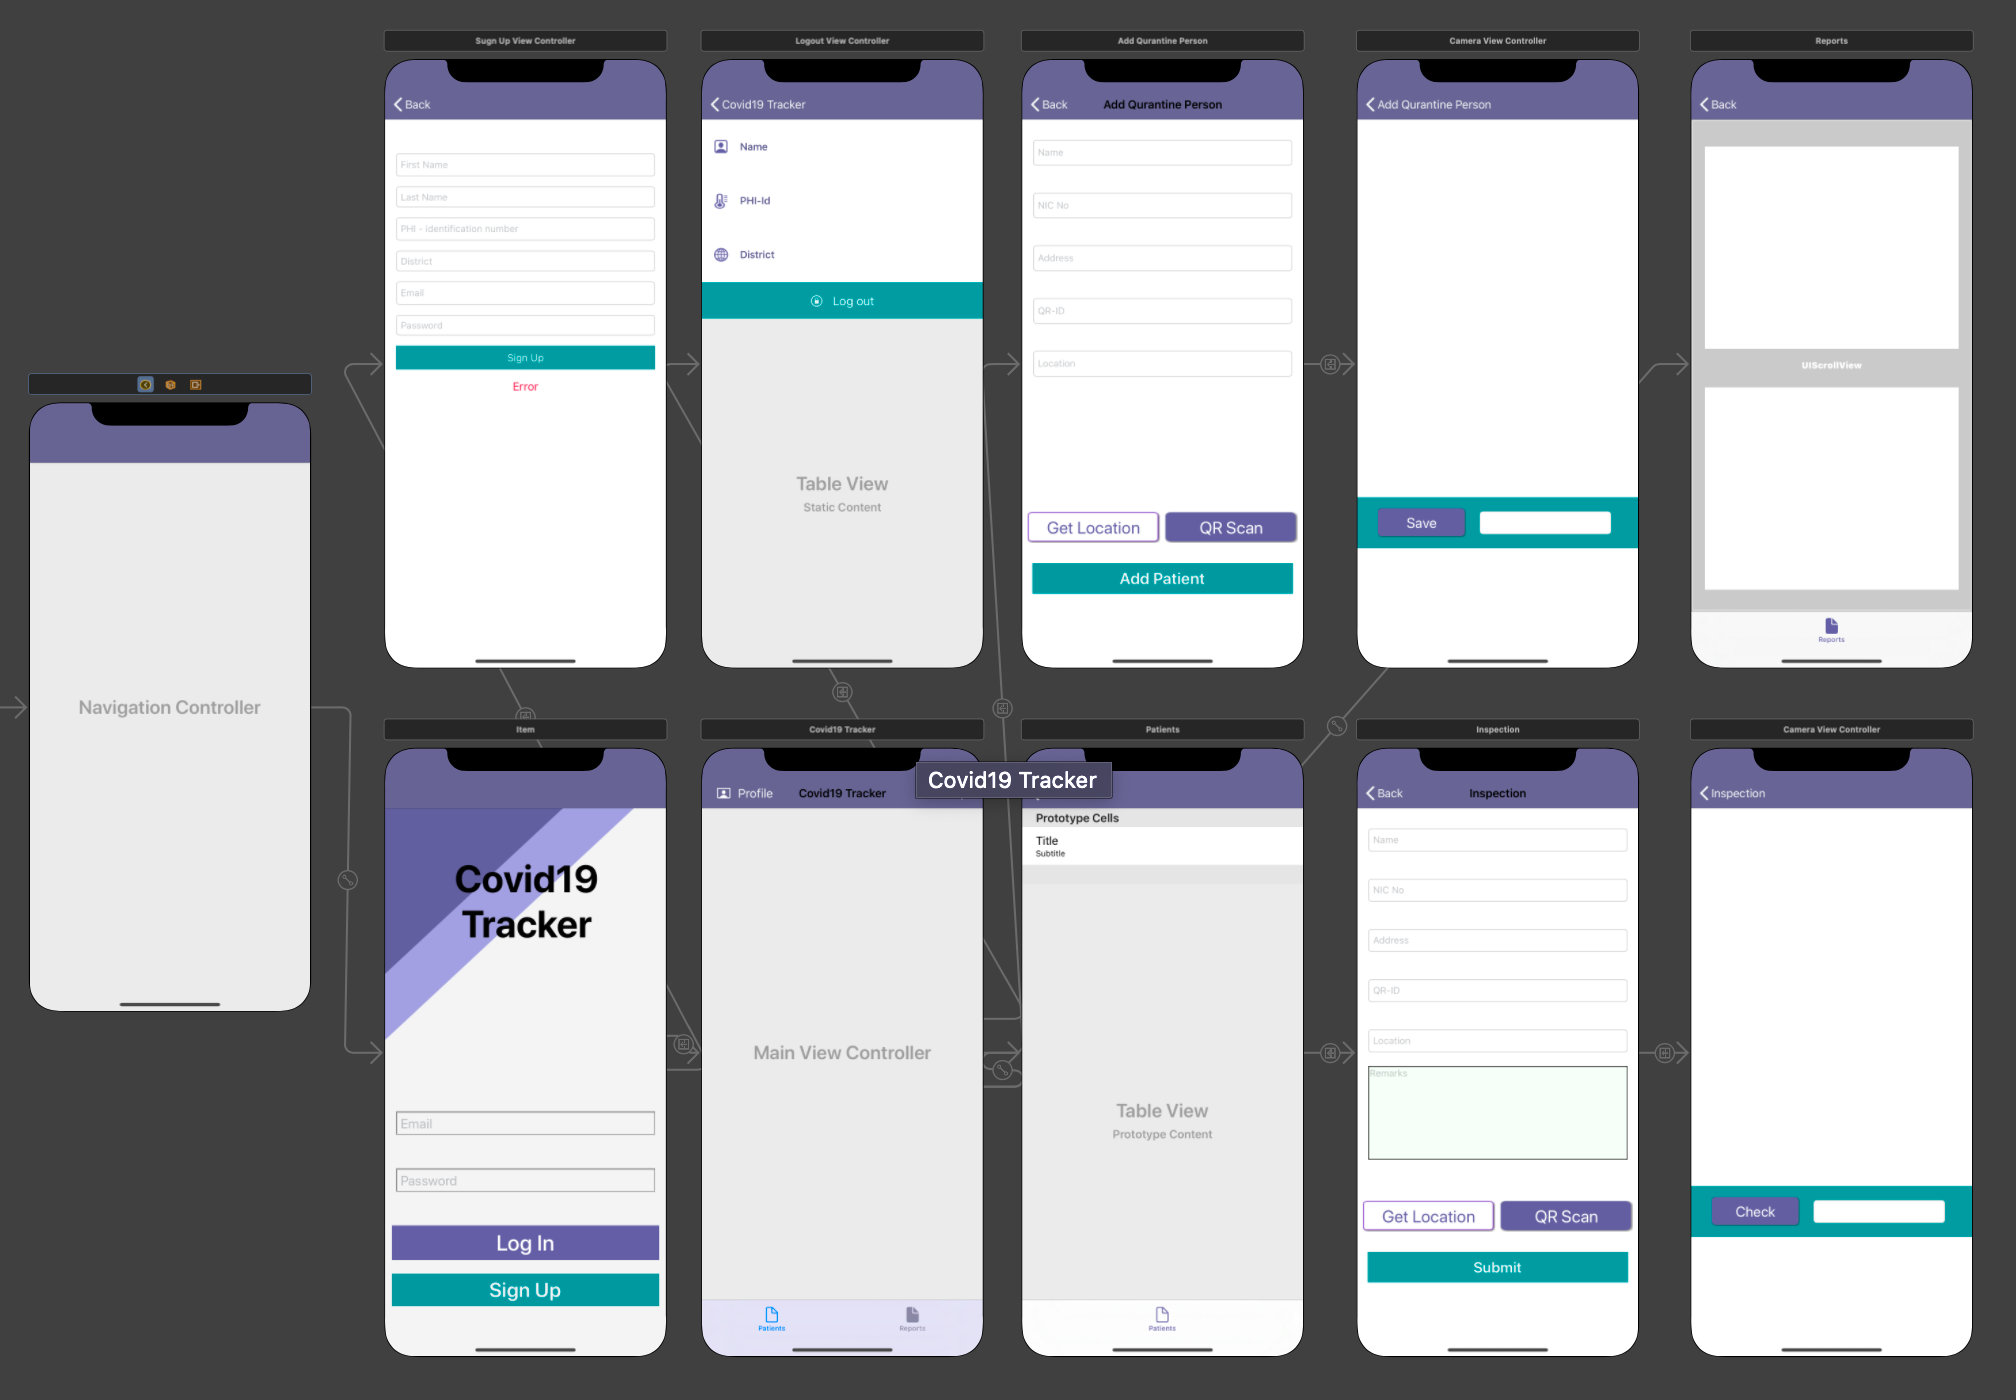 Sugn Up View Controller
Back
First Name
Last Name
PHI - Identification number
District
Email
Password
Sign Up
Error
Logout View Controller
Covid19 Tracker
Name
PHI-Id
District
Log out
Table View
Static Content
Add Qurantine Person
Back
Add Qurantine Person
Name
NIC No
Address
QR-ID
Location
Get Location
QR Scan
Add Patient
Camera View Controller
Add Qurantine Person
Save
Reports
Back
UIScrollView
Reports
Navigation Controller
Item
Covid19
Tracker
Email
Password
Log In
Sign Up
Covid19 Tracker
Profile
Covid19 Tracker
Main View Controller
Patients
Reports
Patients
Covid19 Tracker
Prototype Cells
Title
Subtitle
Table View
Prototype Content
Patients
Inspection
Back
Inspection
Name
NIC No
Address
QR-ID
Location
Remarks
Get Location
QR Scan
Submit
Camera View Controller
Inspection
Check